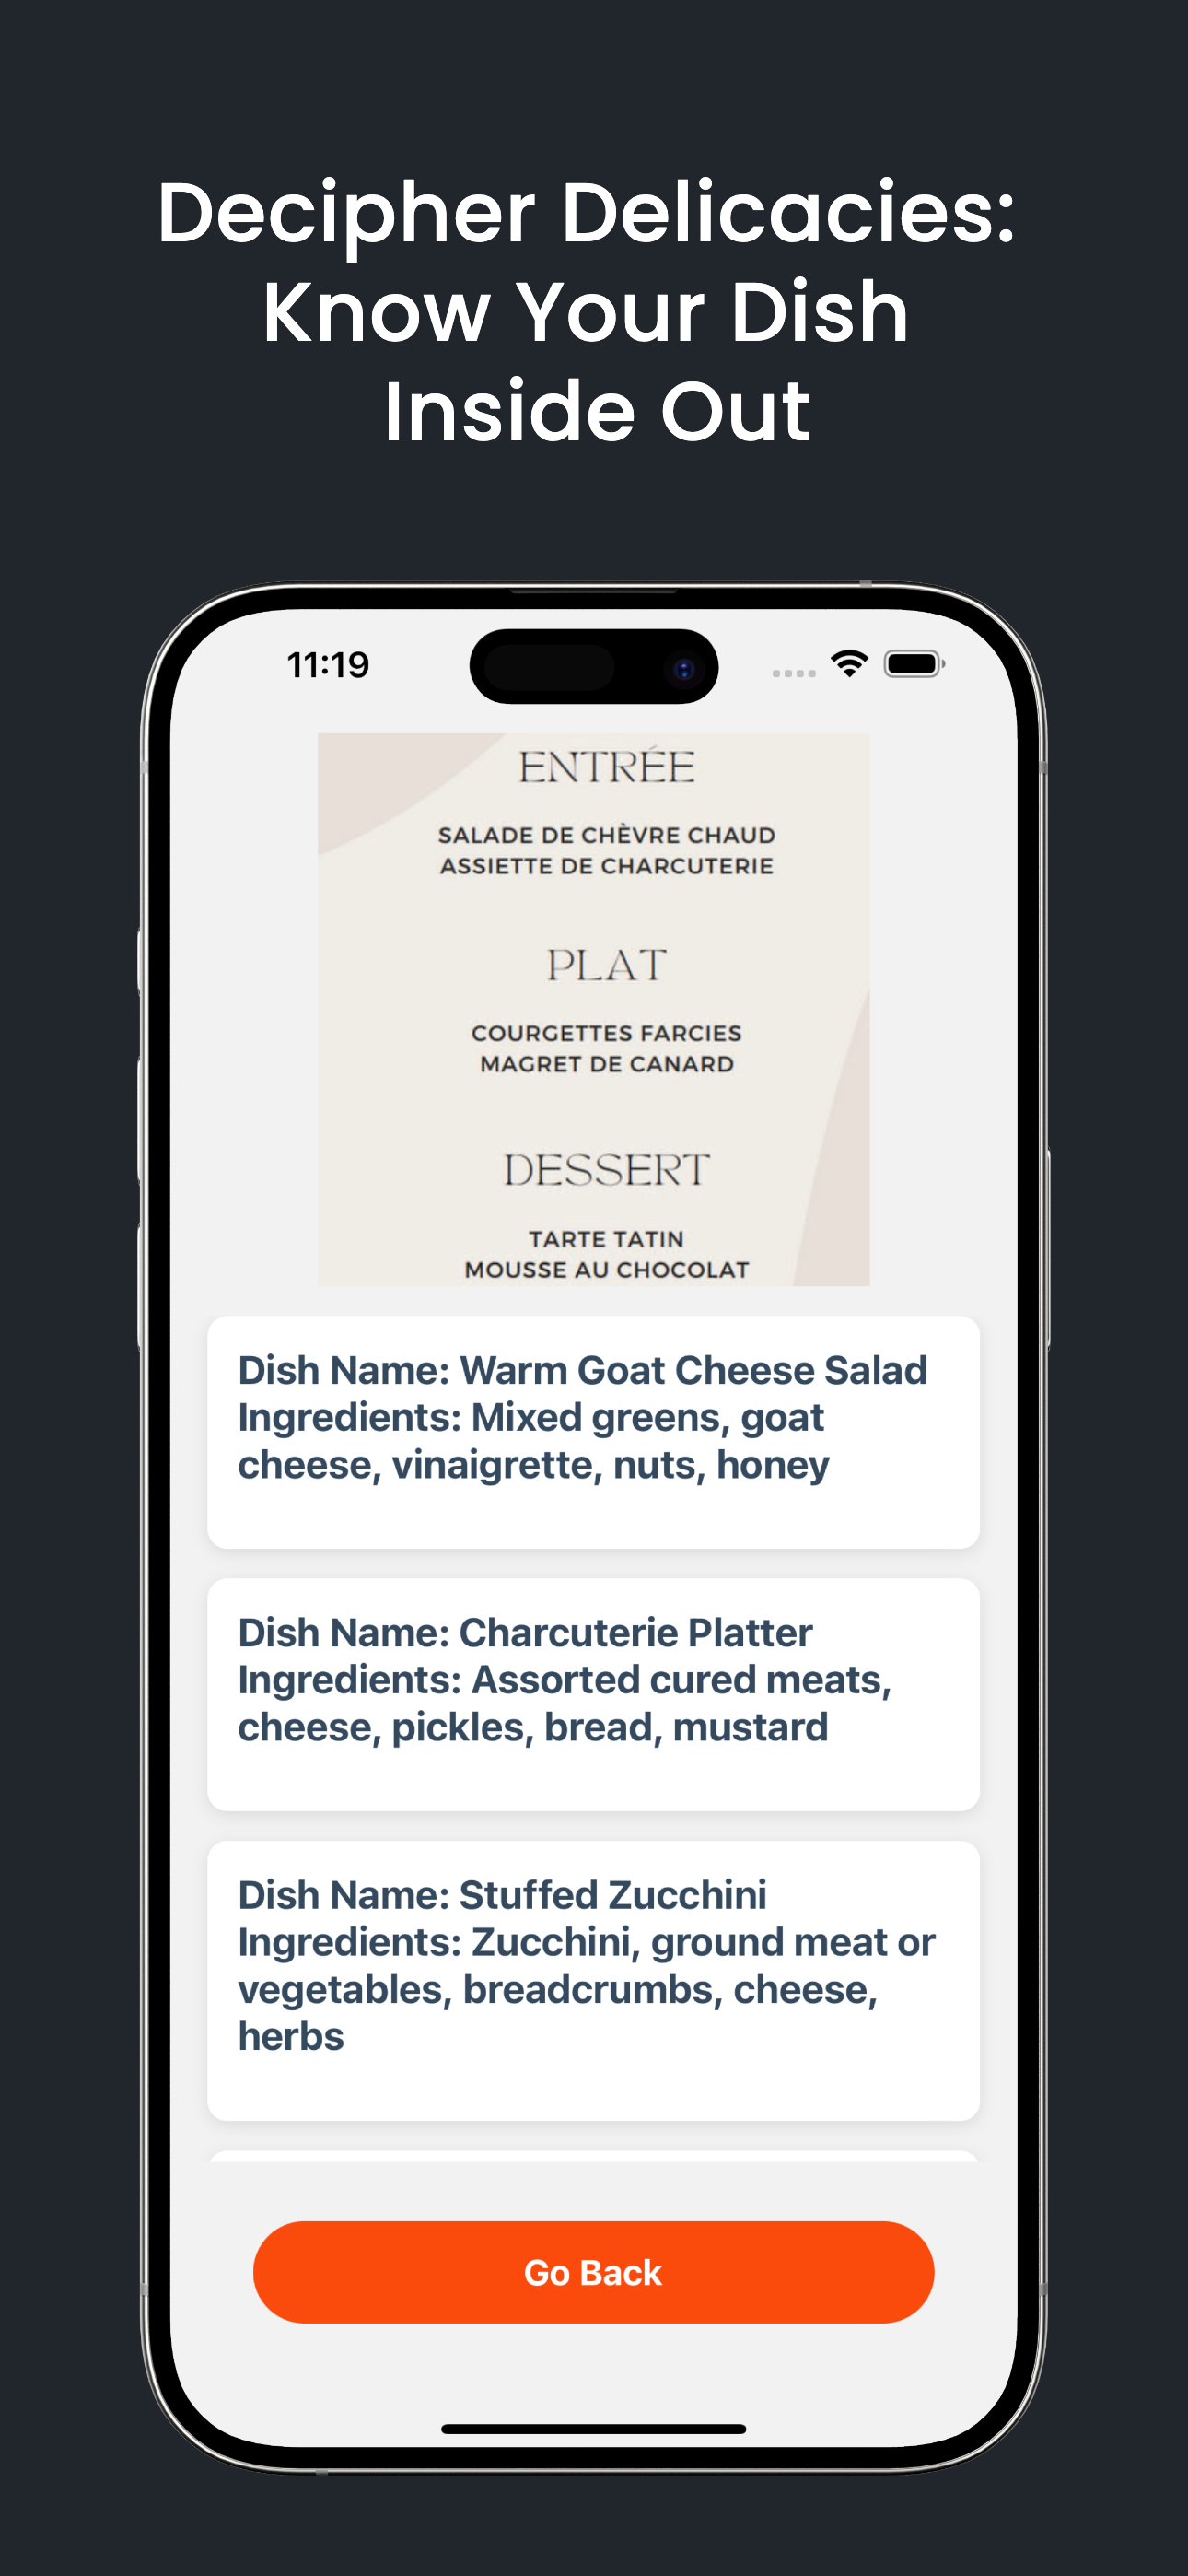 Decipher Delicacies:
Know Your Dish
Inside Out
11:19
ENTRÉE
SALADE DE CHÈVRE CHAUD
ASSIETTE DE CHARCUTERIE
PLAT
COURGETTES FARCIES
MAGRET DE CANARD
DESSERT
TARTE TATIN
MOUSSE AU CHOCOLAT
Dish Name: Warm Goat Cheese Salad
Ingredients: Mixed greens, goat
cheese, vinaigrette, nuts, honey
Dish Name: Charcuterie Platter
Ingredients: Assorted cured meats,
cheese, pickles, bread, mustard
Dish Name: Stuffed Zucchini
Ingredients: Zucchini, ground meat or
vegetables, breadcrumbs, cheese,
herbs
Go Back